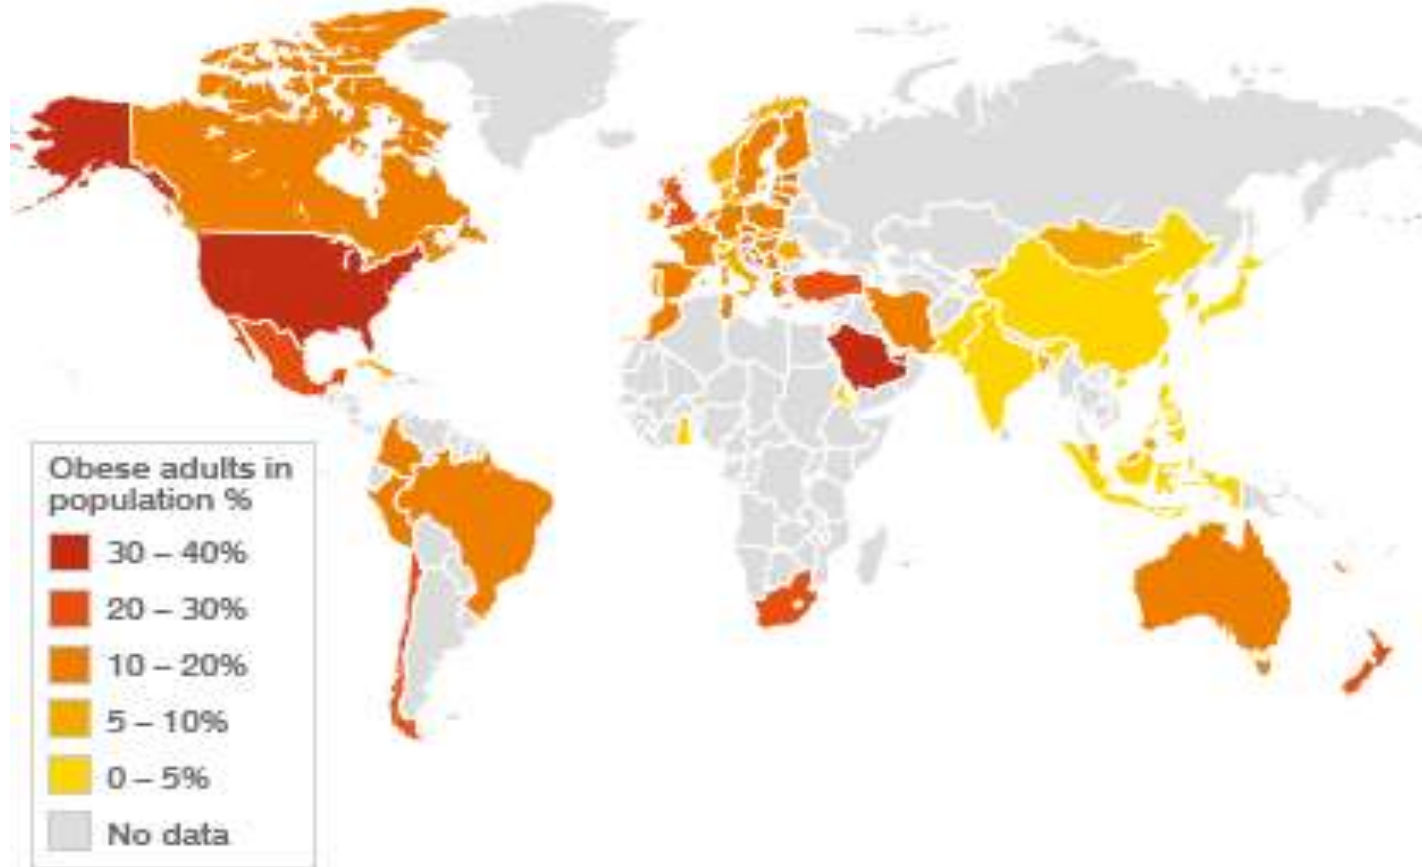 Obese adults in
population %
30 – 40%
20 – 30%
10 – 20%
5 – 10%
0 – 5%
No data